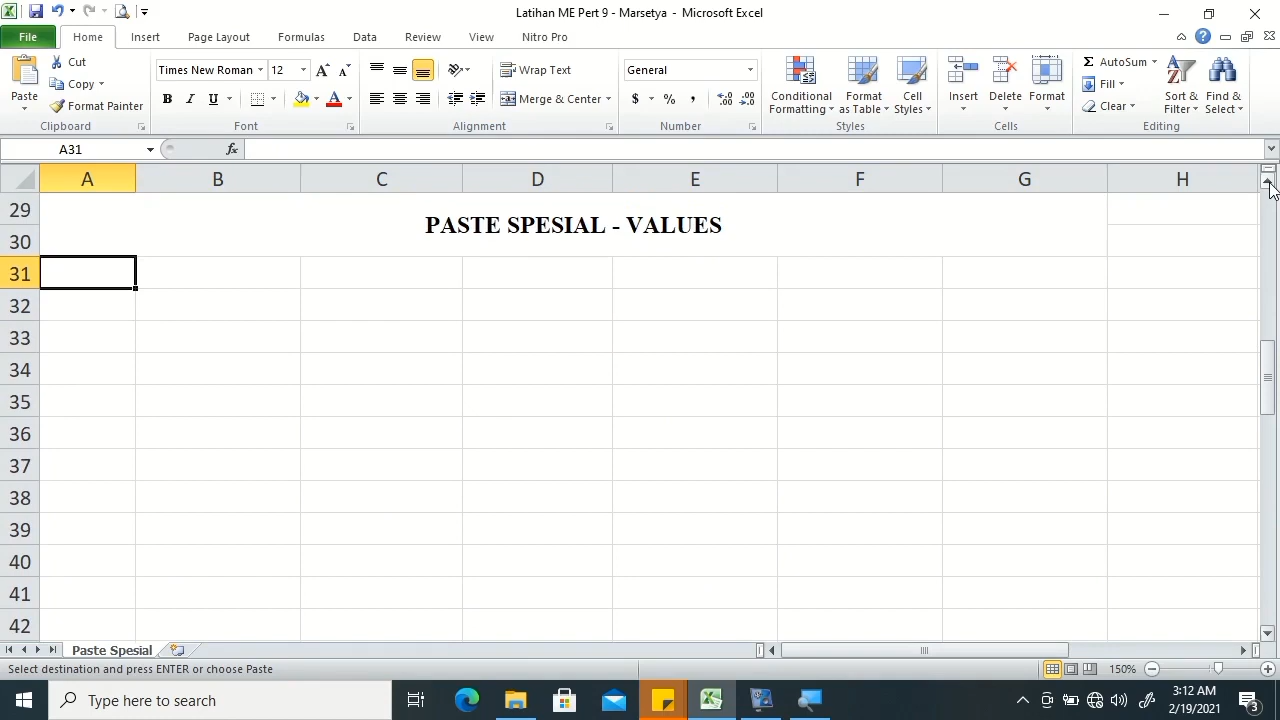 Latihan ME Pert 9 - Marsetya - Microsoft Excel
File Home Insert Page Layout Formulas Data Review View Nitro Pro
Paste
Cut
Copy
Format Painter
Clipboard
Times New Roman 12
B I U A
Font
Wrap Text
Merge & Center
Alignment
General
$ % ,
Number
Conditional Formatting
Format as Table
Cell Styles
Styles
Insert Delete Format
Cells
Σ AutoSum
Fill
Clear
Sort & Filter
Find & Select
Editing
A31 fx
A B C D E F G H
29
PASTE SPESIAL - VALUES
30
31
32
33
34
35
36
37
38
39
40
41
42
Paste Spesial
Select destination and press ENTER or choose Paste 150%
Type here to search
3:12 AM
2/19/2021
3